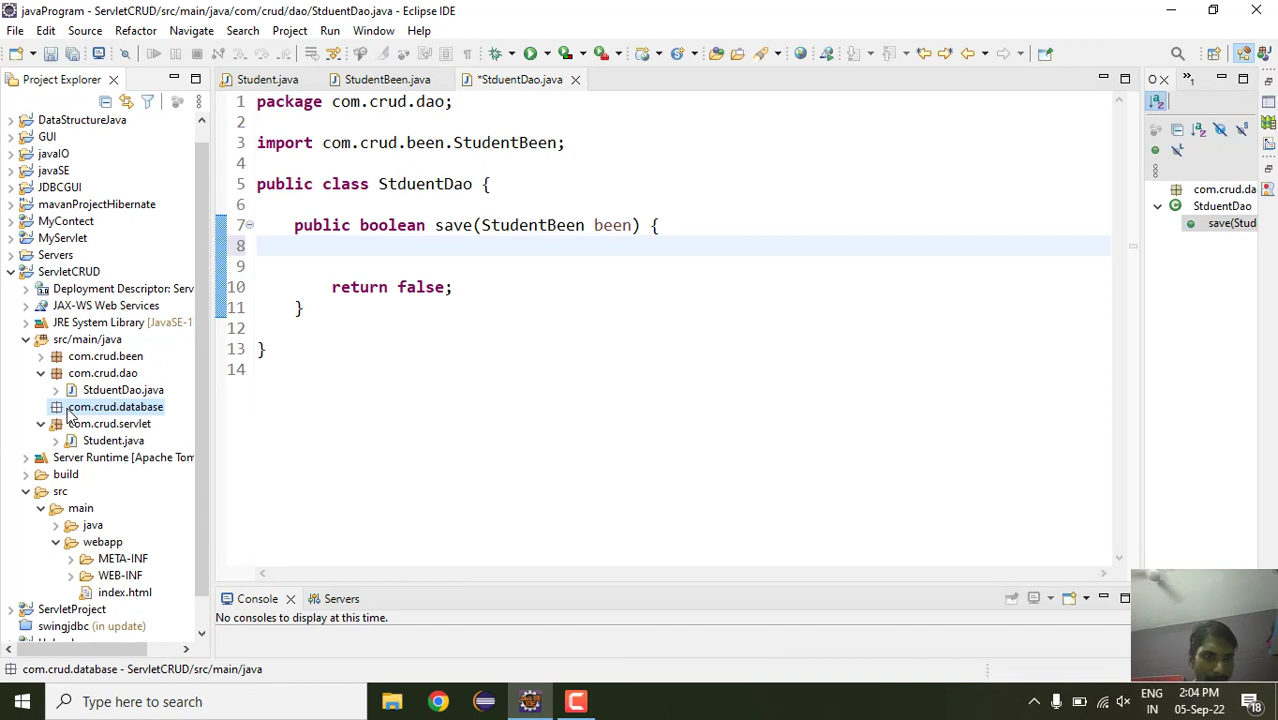 javaProgram - ServletCRUD/src/main/java/com/crud/dao/StduentDao.java - Eclipse IDE
File Edit Source Refactor Navigate Search Project Run Window Help
Project Explorer
Student.java
StudentBeen.java
*StduentDao.java
O
»1
DataStructureJava
GUI
javaIO
javaSE
JDBCGUI
mavanProjectHibernate
MyContect
MyServlet
Servers
ServletCRUD
Deployment Descriptor: Serv
JAX-WS Web Services
JRE System Library [JavaSE-1
src/main/java
com.crud.been
com.crud.dao
StduentDao.java
com.crud.database
com.crud.servlet
Student.java
Server Runtime [Apache Tom
build
src
main
java
webapp
META-INF
WEB-INF
index.html
ServletProject
swingjdbc (in update)
1 package com.crud.dao;
2
3 import com.crud.been.StudentBeen;
4
5 public class StduentDao {
6
7 public boolean save(StudentBeen been) {
8
9
10 return false;
11 }
12
13 }
14
com.crud.da
StduentDao
save(Stud
Console
Servers
No consoles to display at this time.
com.crud.database - ServletCRUD/src/main/java
Type here to search
ENG
IN
2:04 PM
05-Sep-22
18